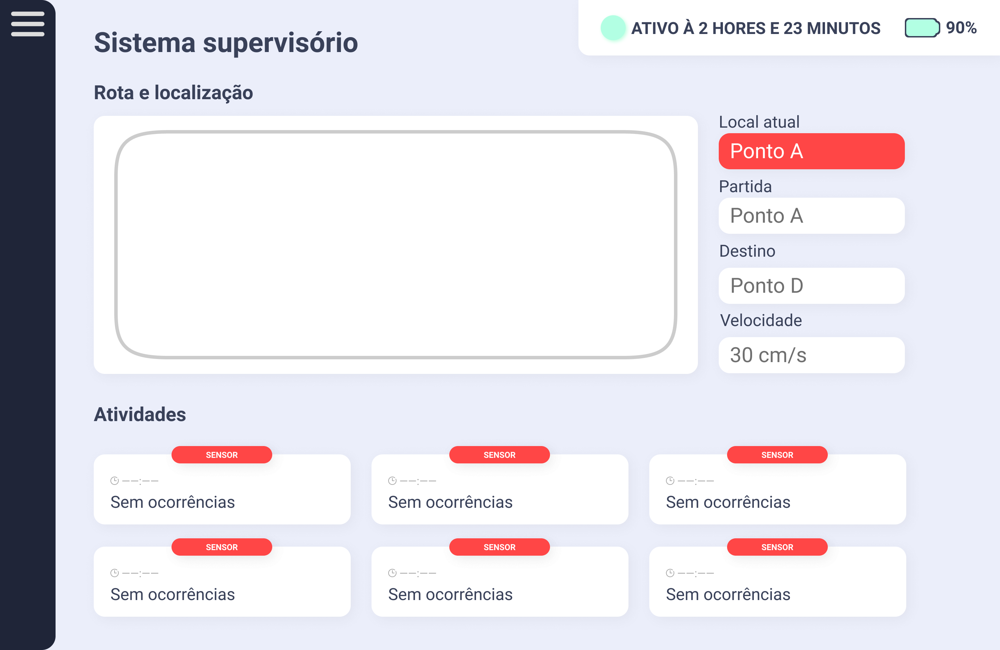 Sistema supervisório
ATIVO À 2 HORES E 23 MINUTOS
90%
Rota e localização
Local atual
Ponto A
Partida
Ponto A
Destino
Ponto D
Velocidade
30 cm/s
Atividades
SENSOR
––:––
Sem ocorrências
SENSOR
––:––
Sem ocorrências
SENSOR
––:––
Sem ocorrências
SENSOR
––:––
Sem ocorrências
SENSOR
––:––
Sem ocorrências
SENSOR
––:––
Sem ocorrências